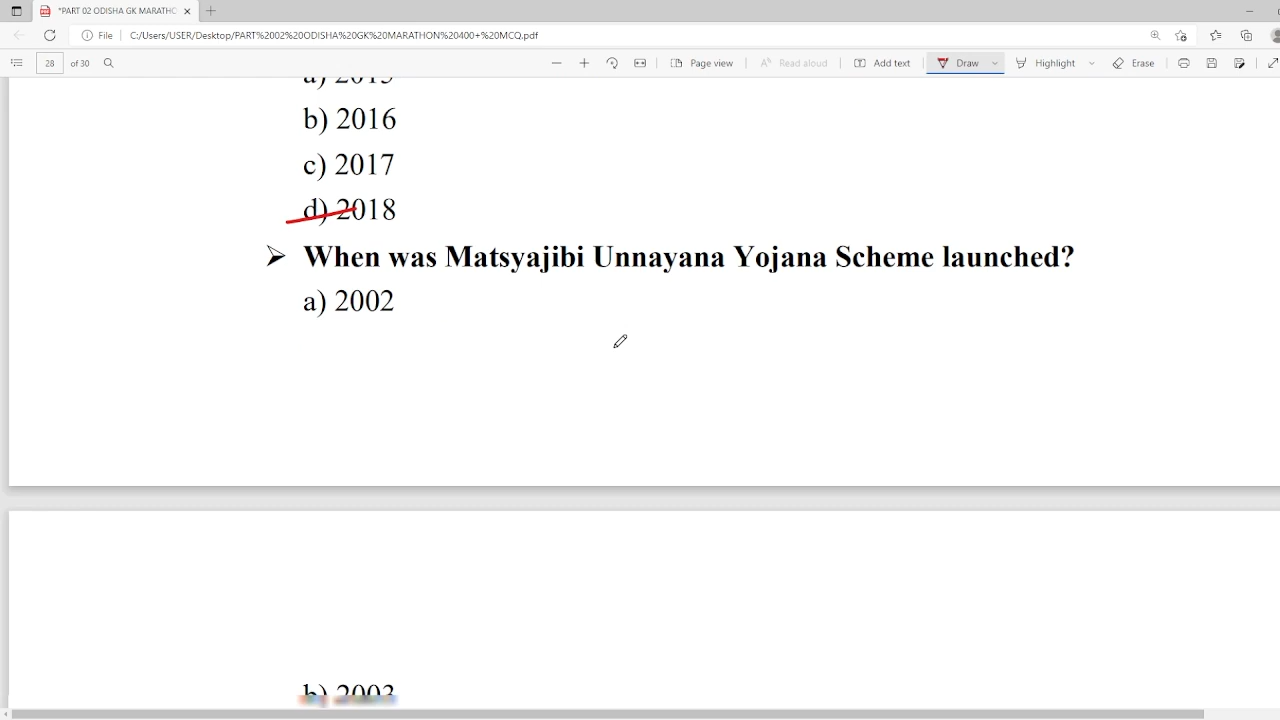 *PART 02 ODISHA GK MARATHO
File
C:/Users/USER/Desktop/PART%2002%20ODISHA%20GK%20MARATHON%20400+%20MCQ.pdf
28 of 30
Page view
Read aloud
Add text
Draw
Highlight
Erase
a) 2015
b) 2016
c) 2017
d) 2018
➢ When was Matsyajibi Unnayana Yojana Scheme launched?
a) 2002
b) 2003